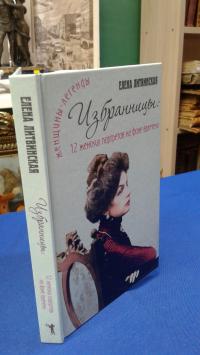 ЕЛЕНА ЛИТВИНСКАЯ
женщины-легенды
Избранницы:
12 женских портретов на фоне времени
ЕЛЕНА ЛИТВИНСКАЯ
Избранницы:
12 женских портретов
на фоне времени